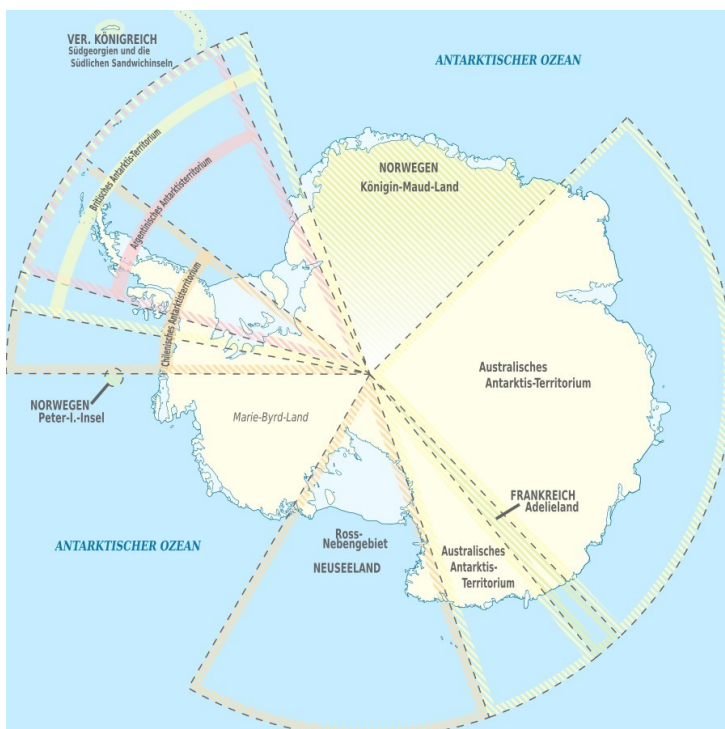 VER. KÖNIGREICH
Südgeorgien und die
Südlichen Sandwichinseln
ANTARKTISCHER OZEAN
Britisches Antarktis-Territorium
Argentinisches Antarktisterritorium
Chilenisches Antarktisterritorium
NORWEGEN
Königin-Maud-Land
Australisches
Antarktis-Territorium
NORWEGEN
Peter-I.-Insel
Marie-Byrd-Land
FRANKREICH
Adelieland
ANTARKTISCHER OZEAN
Ross-
Nebengebiet
NEUSEELAND
Australisches
Antarktis-
Territorium